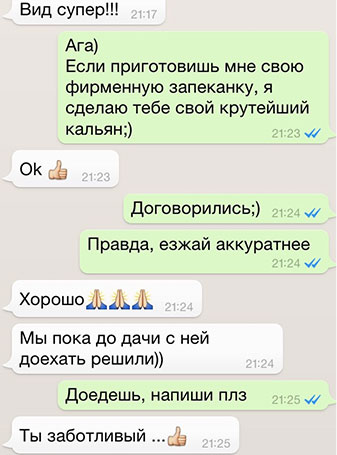 Вид супер!!! 21:17
Ага)
Если приготовишь мне свою
фирменную запеканку, я
сделаю тебе свой крутейший
кальян;) 21:23
Ok 👍 21:23
Договорились;) 21:24
Правда, езжай аккуратнее
21:24
Хорошо🙏🙏🙏 21:24
Мы пока до дачи с ней
доехать решили)) 21:24
Доедешь, напиши плз 21:25
Ты заботливый ...👍 21:25